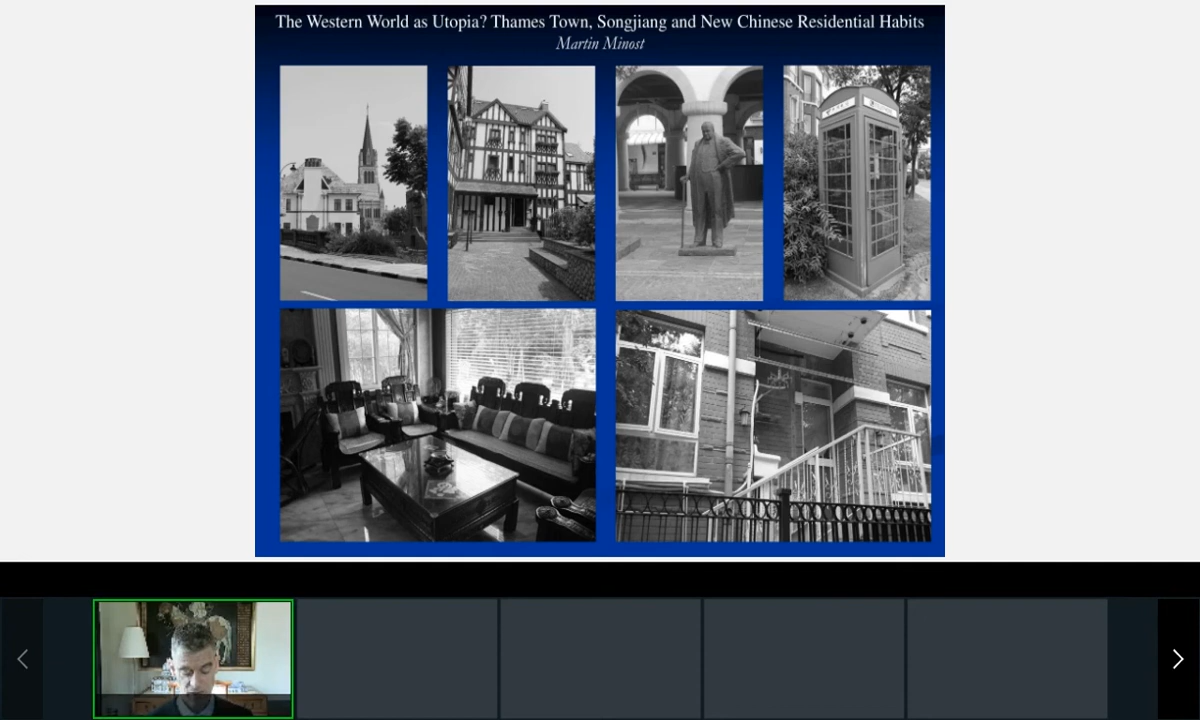 The Western World as Utopia? Thames Town, Songjiang and New Chinese Residential Habits
Martin Minost